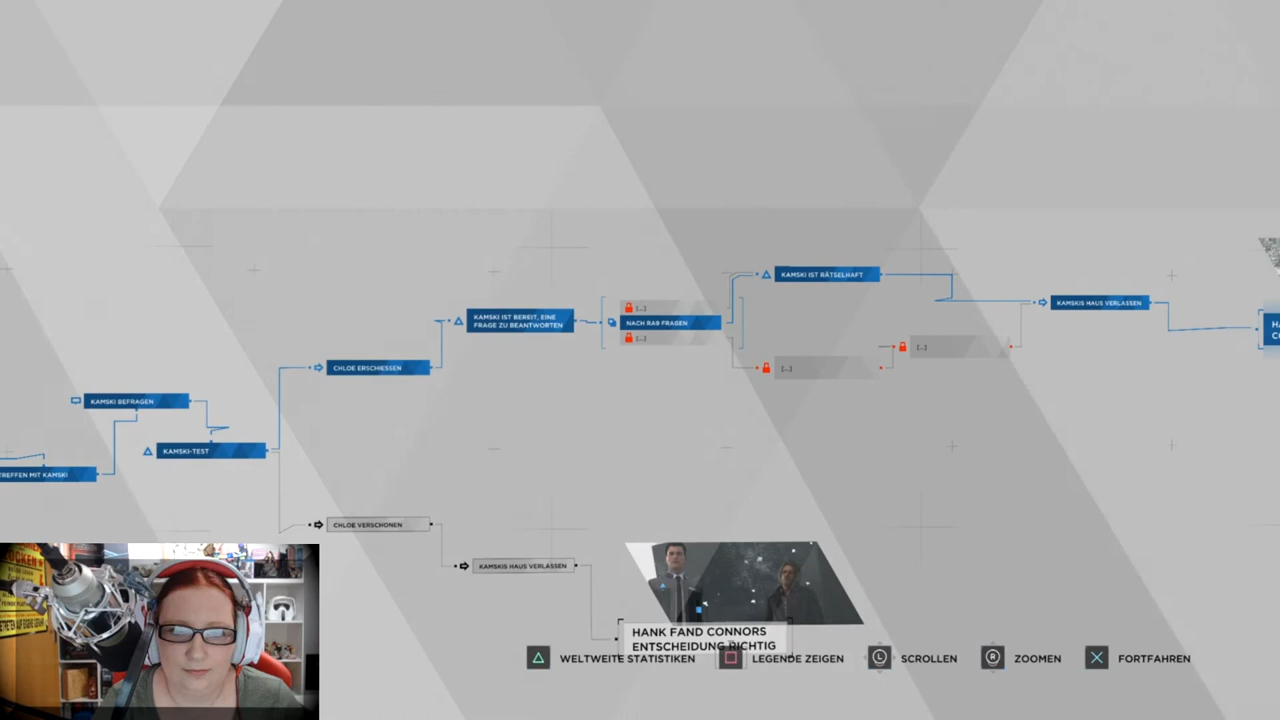 KAMSKI IST RÄTSELHAFT
KAMSKIS HAUS VERLASSEN
[...]
KAMSKI IST BEREIT, EINE
FRAGE ZU BEANTWORTEN
NACH RA9 FRAGEN
[...]
[...]
[...]
CHLOE ERSCHIESSEN
KAMSKI BEFRAGEN
KAMSKI-TEST
TREFFEN MIT KAMSKI
CHLOE VERSCHONEN
KAMSKIS HAUS VERLASSEN
HANK FAND CONNORS
ENTSCHEIDUNG RICHTIG
WELTWEITE STATISTIKEN
LEGENDE ZEIGEN
L
SCROLLEN
R
ZOOMEN
FORTFAHREN